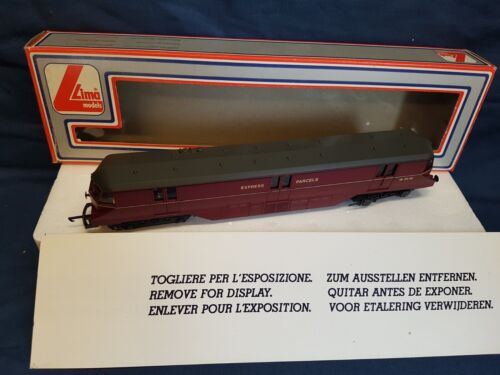 Lima
models
EXPRESS PARCELS
TOGLIERE PER L'ESPOSIZIONE.
REMOVE FOR DISPLAY.
ENLEVER POUR L'EXPOSITION.
ZUM AUSSTELLEN ENTFERNEN.
QUITAR ANTES DE EXPONER.
VOOR ETALERING VERWIJDEREN.